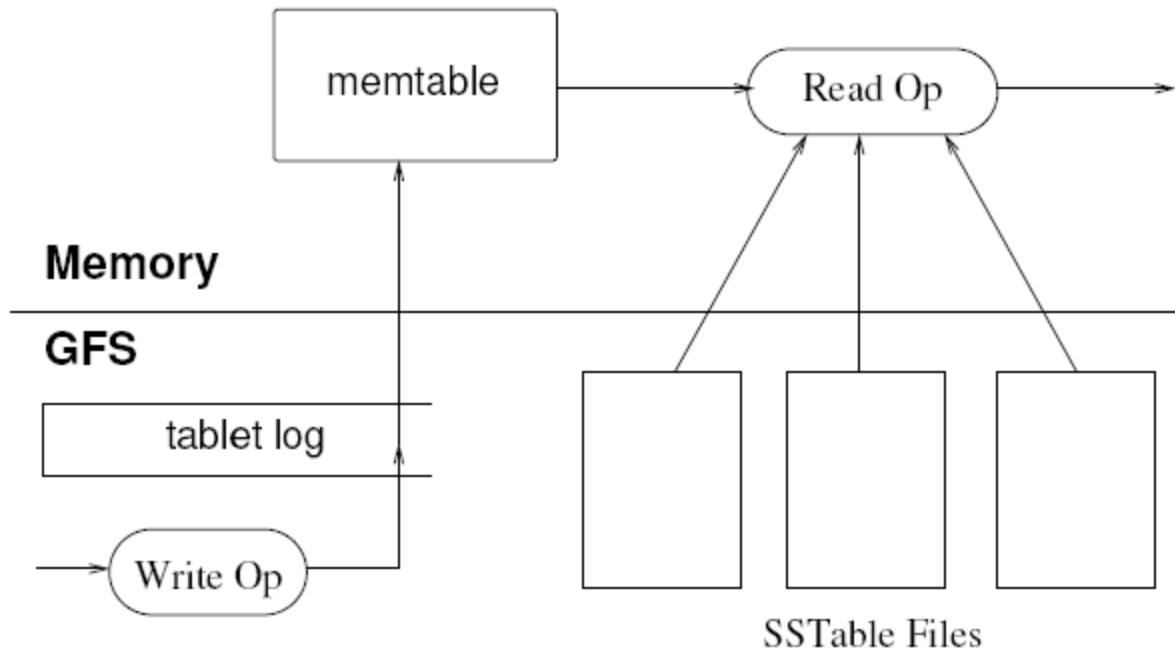 memtable
Read Op
Memory
GFS
tablet log
Write Op
SSTable Files